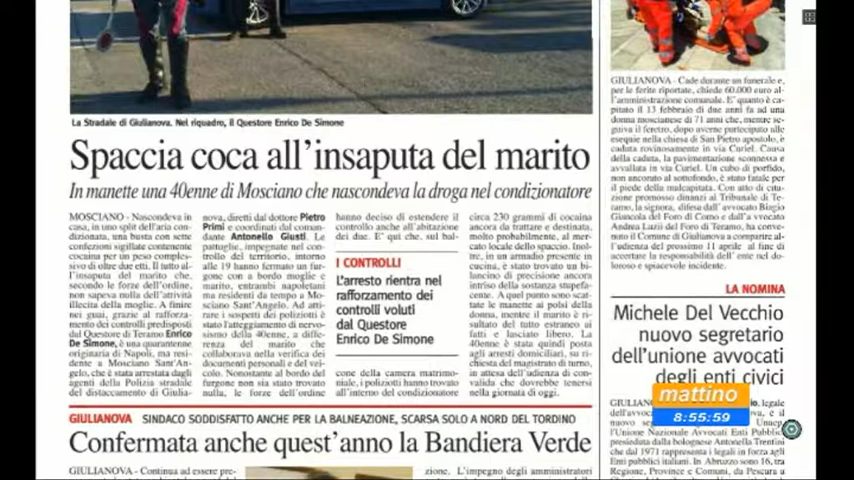 La Stradale di Giulianova. Nel riquadro, il Questore Enrico De Simone
Spaccia coca all'insaputa del marito
In manette una 40enne di Mosciano che nascondeva la droga nel condizionatore
MOSCIANO - Nascondeva in
casa, in uno split dell'aria con-
dizionata, una busta con sette
confezioni sigillate contenenti
cocaina per un peso comples-
sivo di oltre due etti. Il tutto al-
l'insaputa del marito che,
secondo le forze dell'ordine,
non sapeva nulla dell'attività
illecita della moglie. A finire
nei guai, grazie al rafforza-
mento dei controlli predisposti
dal Questore di Teramo Enrico
De Simone, è una quarantenne
originaria di Napoli, ma resi-
dente a Mosciano Sant'An-
gelo, che è stata arrestata dagli
agenti della Polizia stradale
del distaccamento di Giulia-
nova, diretti dal dottore Pietro
Primi e coordinati dal coman-
dante Antonello Giusti. Le
pattuglie, impegnate nel con-
trollo del territorio, intorno
alle 19 hanno fermato un fur-
gone con a bordo moglie e
marito, entrambi napoletani
ma residenti da tempo a Mo-
sciano Sant'Angelo. Ad atti-
rare i sospetti dei poliziotti è
stato l'atteggiamento di nervo-
sismo della 40enne, a diffe-
renza del marito che
collaborava nella verifica dei
documenti personali e del vei-
colo. Nonostante al bordo del
furgone non sia stato trovato
nulla, le forze dell'ordine
hanno deciso di estendere il
controllo anche all'abitazione
dei due. E' qui che, sul bal-
I CONTROLLI
L'arresto rientra nel
rafforzamento dei
controlli voluti
dal Questore
Enrico De Simone
cone della camera matrimo-
niale, i poliziotti hanno trovato
all'interno del condizionatore
circa 230 grammi di cocaina
ancora da trattare e destinata,
molto probabilmente, al mer-
cato locale dello spaccio. Inol-
tre, in un armadio presente in
cucina, è stato trovato un bi-
lancino di precisione ancora
intriso della sostanza stupefa-
cente. A quel punto sono scat-
tate le manette ai polsi della
donna, mentre il marito è ri-
sultato del tutto estraneo ai
fatti e lasciato libero. La
40enne è stata quindi posta
agli arresti domiciliari, su ri-
chiesta del magistrato di turno,
in attesa dell'udienza di con-
valida che dovrebbe tenersi
nella giornata di oggi.
GIULIANOVA SINDACO SODDISFATTO ANCHE PER LA BALNEAZIONE, SCARSA SOLO A NORD DEL TORDINO
Confermata anche quest'anno la Bandiera Verde
GIULIANOVA - Continua ad essere pre-
zione. L'impegno degli amministratori
GIULIANOVA - Cade durante un funerale e,
per le ferite riportate, chiede 60.000 euro al-
l'amministrazione comunale. E' quanto è ca-
pitato il 13 febbraio di due anni fa ad una
donna moscianese di 71 anni che, mentre se-
guiva il feretro, dopo averne partecipato alle
esequie nella chiesa di San Pietro apostolo, è
caduta rovinosamente in via Curiel. Causa
della caduta, la pavimentazione sconnessa e
avvallata in via Curiel. Un cubo di porfido,
non ancorato al sottofondo, è stato fatale per
il piede della malcapitata. Con atto di cita-
zione promosso dinanzi al Tribunale di Te-
ramo, la signora, difesa dall'avvocato Biagio
Giancola del Foro di Como e dall'a vvocato
Andrea Luzii del Foro di Teramo, ha conve-
nuto il Comune di Giulianova a comparire al-
l'udienza del prossimo 11 aprile al fine di
accertare la responsabilità dell'ente nel do-
loroso e spiacevole incidente.
LA NOMINA
Michele Del Vecchio
nuovo segretario
dell'unione avvocati
degli enti civici
mattino
8:55:59
dell'avvoca
civico, è il nuovo se
l'Unione Nazionale Avvocati Enti Pubblici
presieduta dalla bolognese Antonella Trentini
che dal 1971 rappresenta i legali in forza agli
Enti pubblici italiani. In Abruzzo sono 16, tra
Regione, Province e Comuni, da Pescara a